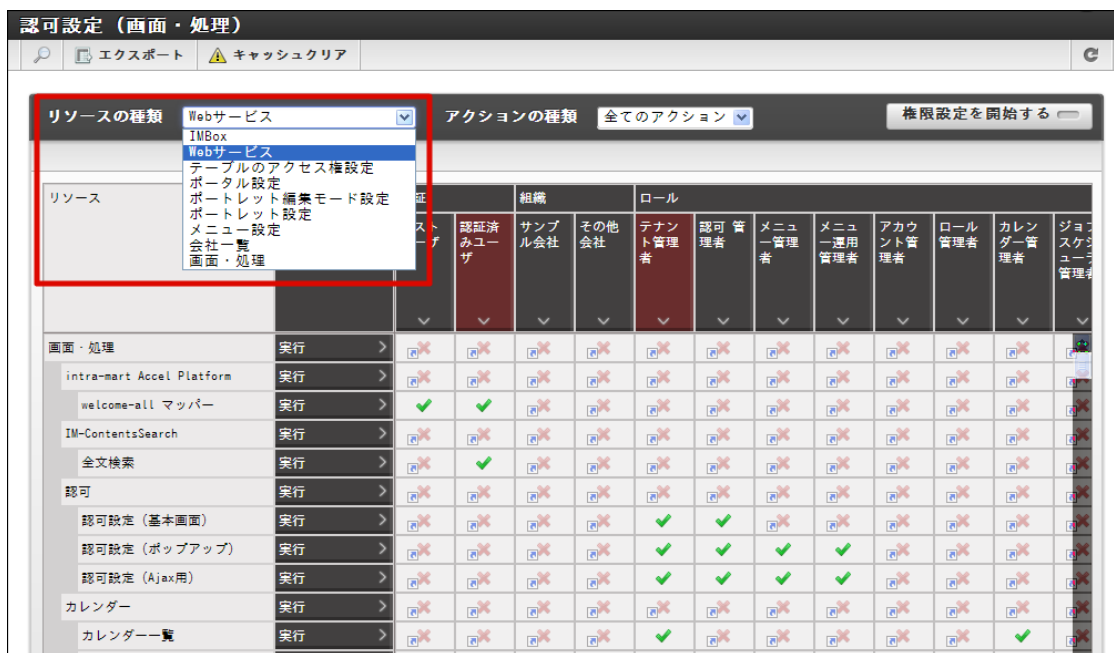 認可設定（画面・処理）
エクスポート キャッシュクリア
リソースの種類 Webサービス アクションの種類 全てのアクション 権限設定を開始する
IMBox
Webサービス
テーブルのアクセス権設定
ポータル設定
ポートレット編集モード設定
ポートレット設定
メニュー設定
会社一覧
画面・処理
リソース 組織 ロール
認証済みユーザ サンプル会社 その他会社 テナント管理者 認可 管理者 メニュー管理者 メニュー運用管理者 アカウント管理者 ロール管理者 カレンダー管理者
画面・処理 実行
intra-mart Accel Platform 実行
welcome-all マッパー 実行
IM-ContentsSearch 実行
全文検索 実行
認可 実行
認可設定（基本画面） 実行
認可設定（ポップアップ） 実行
認可設定（Ajax用） 実行
カレンダー 実行
カレンダー一覧 実行